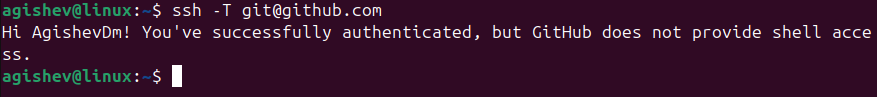 agishev@linux:~$ ssh -T git@github.com
Hi AgishevDm! You've successfully authenticated, but GitHub does not provide shell acce
ss.
agishev@linux:~$